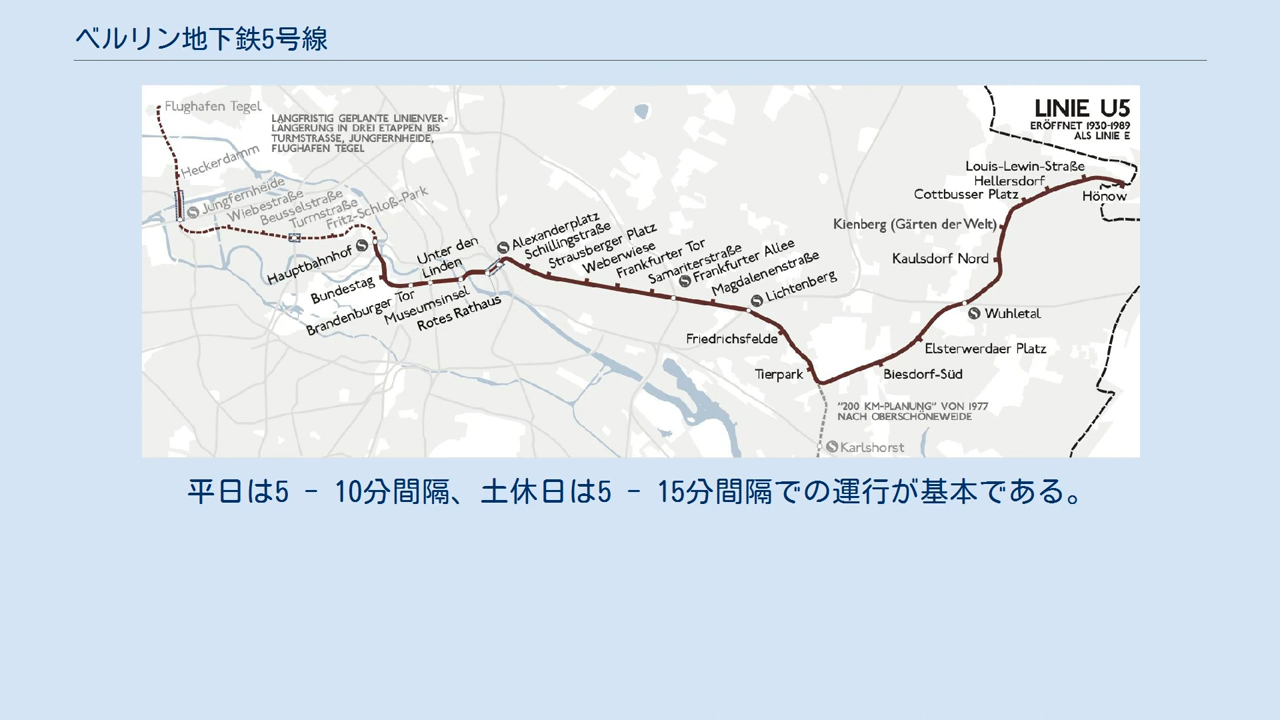 ベルリン地下鉄5号線
Flughafen Tegel
LANGFRISTIG GEPLANTE LINIENVER-
LÄNGERUNG IN DREI ETAPPEN BIS
TURMSTRASSE, JUNGFERNHEIDE,
FLUGHAFEN TEGEL
LINIE U5
ERÖFFNET 1930-1989
ALS LINIE E
Heckerdamm
Jungfernheide
Wiebestraße
Beusselstraße
Turmstraße
Fritz-Schloß-Park
Hauptbahnhof
Bundestag
Brandenburger Tor
Unter den
Linden
Museumsinsel
Rotes Rathaus
Alexanderplatz
Schillingstraße
Strausberger Platz
Weberwiese
Frankfurter Tor
Samariterstraße
Frankfurter Allee
Magdalenenstraße
Lichtenberg
Friedrichsfelde
Tierpark
Biesdorf-Süd
Elsterwerdaer Platz
Wuhletal
Kaulsdorf Nord
Kienberg (Gärten der Welt)
Cottbusser Platz
Hellersdorf
Louis-Lewin-Straße
Hönow
"200 KM-PLANUNG" VON 1977
NACH OBERSCHÖNEWEIDE
Karlshorst
平日は5 - 10分間隔、土休日は5 - 15分間隔での運行が基本である。